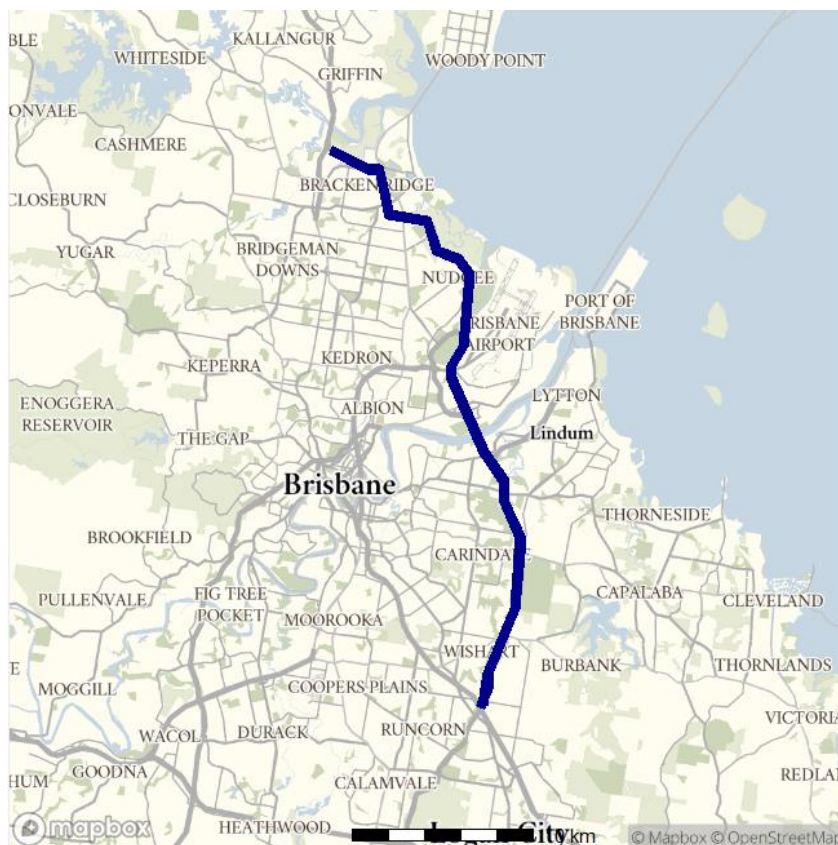 KALLANGUR
BLE
WHITESIDE
WOODY POINT
GRIFFIN
ONVALE
CASHMERE
BRACKEN RIDGE
CLOSEBURN
YUGAR
BRIDGEMAN
DOWNS
NUDGEE
PORT OF
BRISBANE
RISBANE
AIRPORT
KEDRON
KEPERRA
ENOGGERA
RESERVOIR
ALBION
LYTTON
THE GAP
Lindum
Brisbane
THORNESIDE
BROOKFIELD
CARINDALE
FIG TREE
POCKET
PULLENVALE
CAPALABA
CLEVELAND
MOOROOKA
WISHART
BURBANK
THORNLANDS
MOGGILL
COOPERS PLAINS
VICTORIA
WACOL
DURACK
RUNCORN
GOODNA
HUM
CALAMVALE
REDLA
HEATHWOOD
Logan City
km
mapbox
© Mapbox © OpenStreetMap